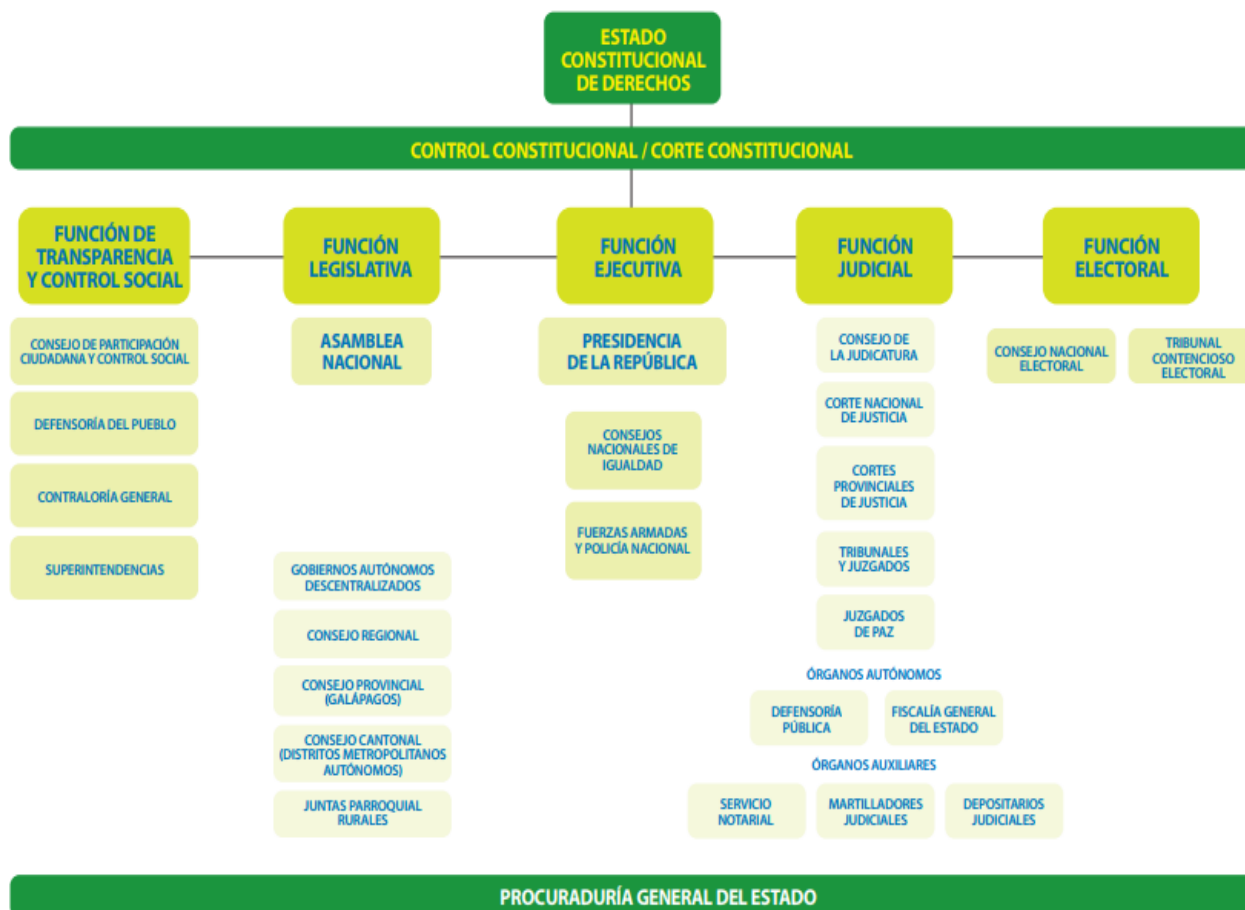 ESTADO
CONSTITUCIONAL
DE DERECHOS
CONTROL CONSTITUCIONAL / CORTE CONSTITUCIONAL
FUNCIÓN DE
TRANSPARENCIA
Y CONTROL SOCIAL
CONSEJO DE PARTICIPACIÓN
CIUDADANA Y CONTROL SOCIAL
DEFENSORÍA DEL PUEBLO
CONTRALORÍA GENERAL
SUPERINTENDENCIAS
FUNCIÓN
LEGISLATIVA
ASAMBLEA
NACIONAL
GOBIERNOS AUTÓNOMOS
DESCENTRALIZADOS
CONSEJO REGIONAL
CONSEJO PROVINCIAL
(GALÁPAGOS)
CONSEJO CANTONAL
(DISTRITOS METROPOLITANOS
AUTÓNOMOS)
JUNTAS PARROQUIAL
RURALES
FUNCIÓN
EJECUTIVA
PRESIDENCIA
DE LA REPÚBLICA
CONSEJOS
NACIONALES DE
IGUALDAD
FUERZAS ARMADAS
Y POLICÍA NACIONAL
FUNCIÓN
JUDICIAL
CONSEJO DE
LA JUDICATURA
CORTE NACIONAL
DE JUSTICIA
CORTES
PROVINCIALES
DE JUSTICIA
TRIBUNALES
Y JUZGADOS
JUZGADOS
DE PAZ
ÓRGANOS AUTÓNOMOS
DEFENSORÍA
PÚBLICA
FISCALÍA GENERAL
DEL ESTADO
ÓRGANOS AUXILIARES
SERVICIO
NOTARIAL
MARTILLADORES
JUDICIALES
DEPOSITARIOS
JUDICIALES
FUNCIÓN
ELECTORAL
CONSEJO NACIONAL
ELECTORAL
TRIBUNAL
CONTENCIOSO
ELECTORAL
PROCURADURÍA GENERAL DEL ESTADO